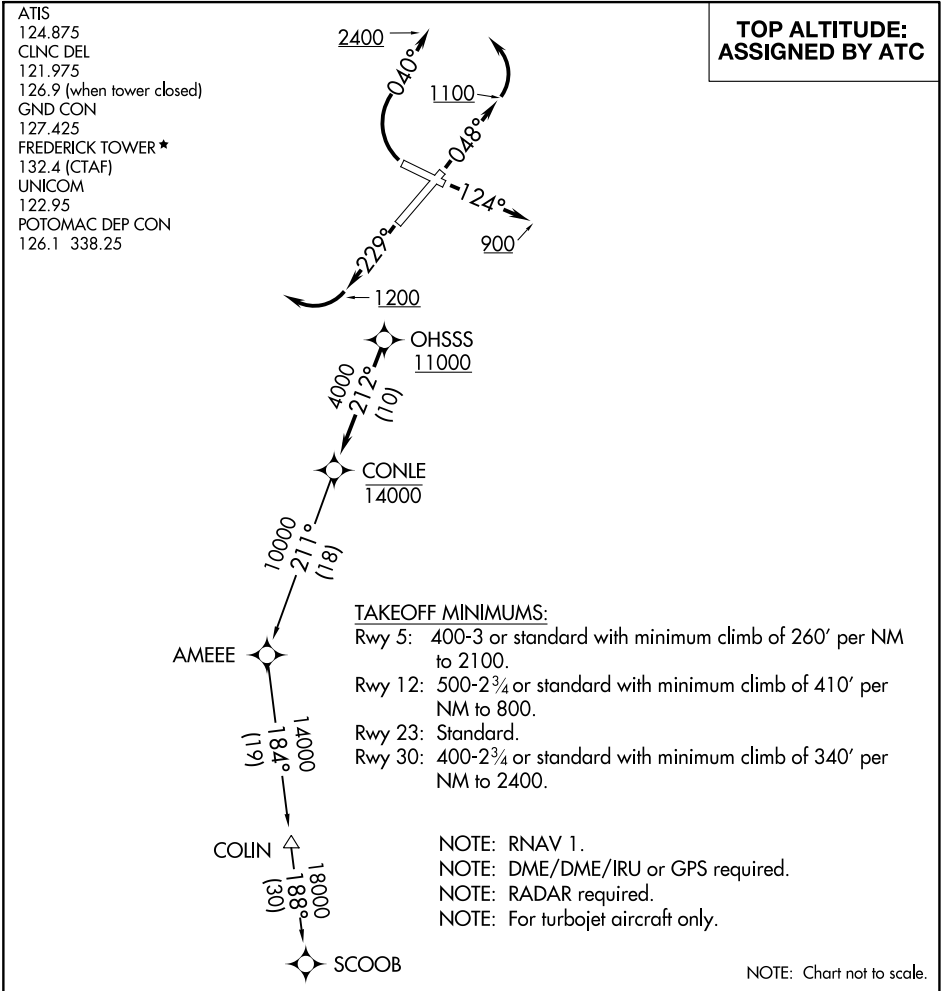 ATIS
124.875
CLNC DEL
121.975
126.9 (when tower closed)
GND CON
127.425
FREDERICK TOWER ★
132.4 (CTAF)
UNICOM
122.95
POTOMAC DEP CON
126.1 338.25
TOP ALTITUDE:
ASSIGNED BY ATC
2400
040°
1100
048°
124°
900
229°
1200
OHSSS
11000
4000
212°
(10)
CONLE
14000
10000
211°
(18)
AMEEE
14000
184°
(19)
COLIN
18000
188°
(30)
SCOOB
TAKEOFF MINIMUMS:
Rwy 5: 400-3 or standard with minimum climb of 260' per NM
to 2100.
Rwy 12: 500-2¾ or standard with minimum climb of 410' per
NM to 800.
Rwy 23: Standard.
Rwy 30: 400-2¾ or standard with minimum climb of 340' per
NM to 2400.
NOTE: RNAV 1.
NOTE: DME/DME/IRU or GPS required.
NOTE: RADAR required.
NOTE: For turbojet aircraft only.
NOTE: Chart not to scale.